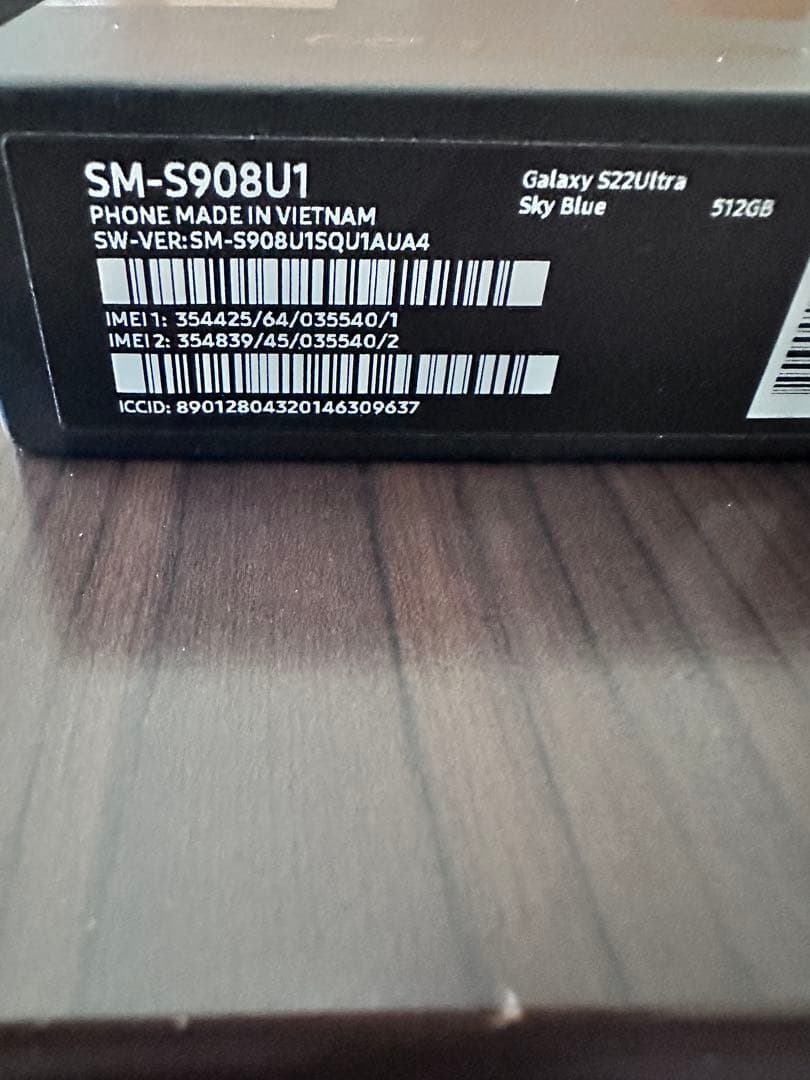 SM-S908U1
PHONE MADE IN VIETNAM
SW-VER:SM-S908U1SQU1AUA4
IMEI 1: 354425/64/035540/1
IMEI 2: 354839/45/035540/2
ICCID: 89012804320146309637
Galaxy S22Ultra
Sky Blue 512GB